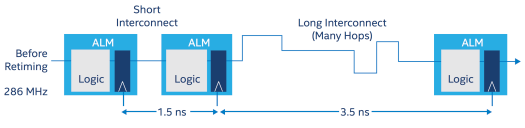 Short
Interconnect
Long Interconnect
(Many Hops)
Before
Retiming
286 MHz
ALM
Logic
ALM
Logic
ALM
Logic
1.5 ns
3.5 ns